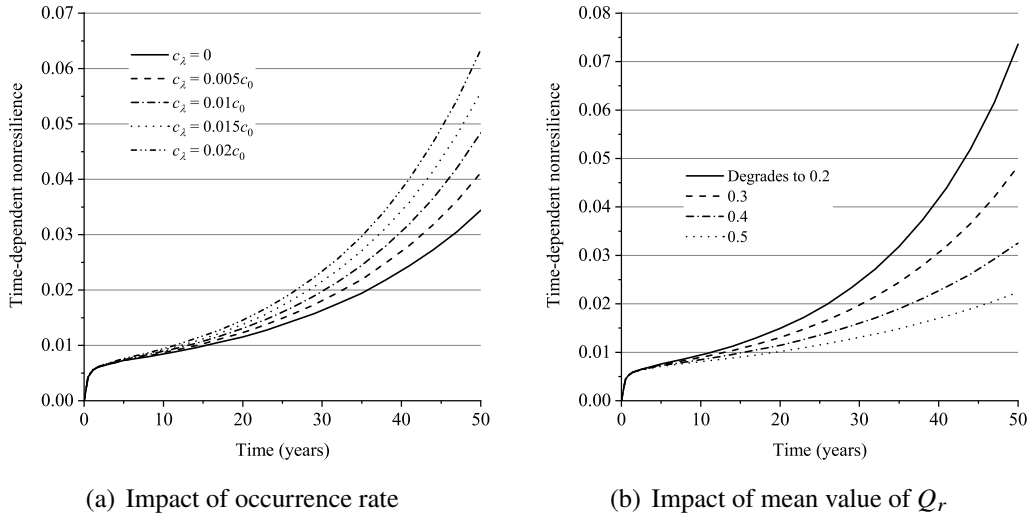 0.07
0.06
0.05
0.04
0.03
0.02
0.01
0.00
0 10 20 30 40 50
Time-dependent nonresilience
Time (years)
c_λ = 0
c_λ = 0.005c_0
c_λ = 0.01c_0
c_λ = 0.015c_0
c_λ = 0.02c_0
(a) Impact of occurrence rate
0.08
0.07
0.06
0.05
0.04
0.03
0.02
0.01
0.00
0 10 20 30 40 50
Time-dependent nonresilience
Time (years)
Degrades to 0.2
0.3
0.4
0.5
(b) Impact of mean value of Q_r